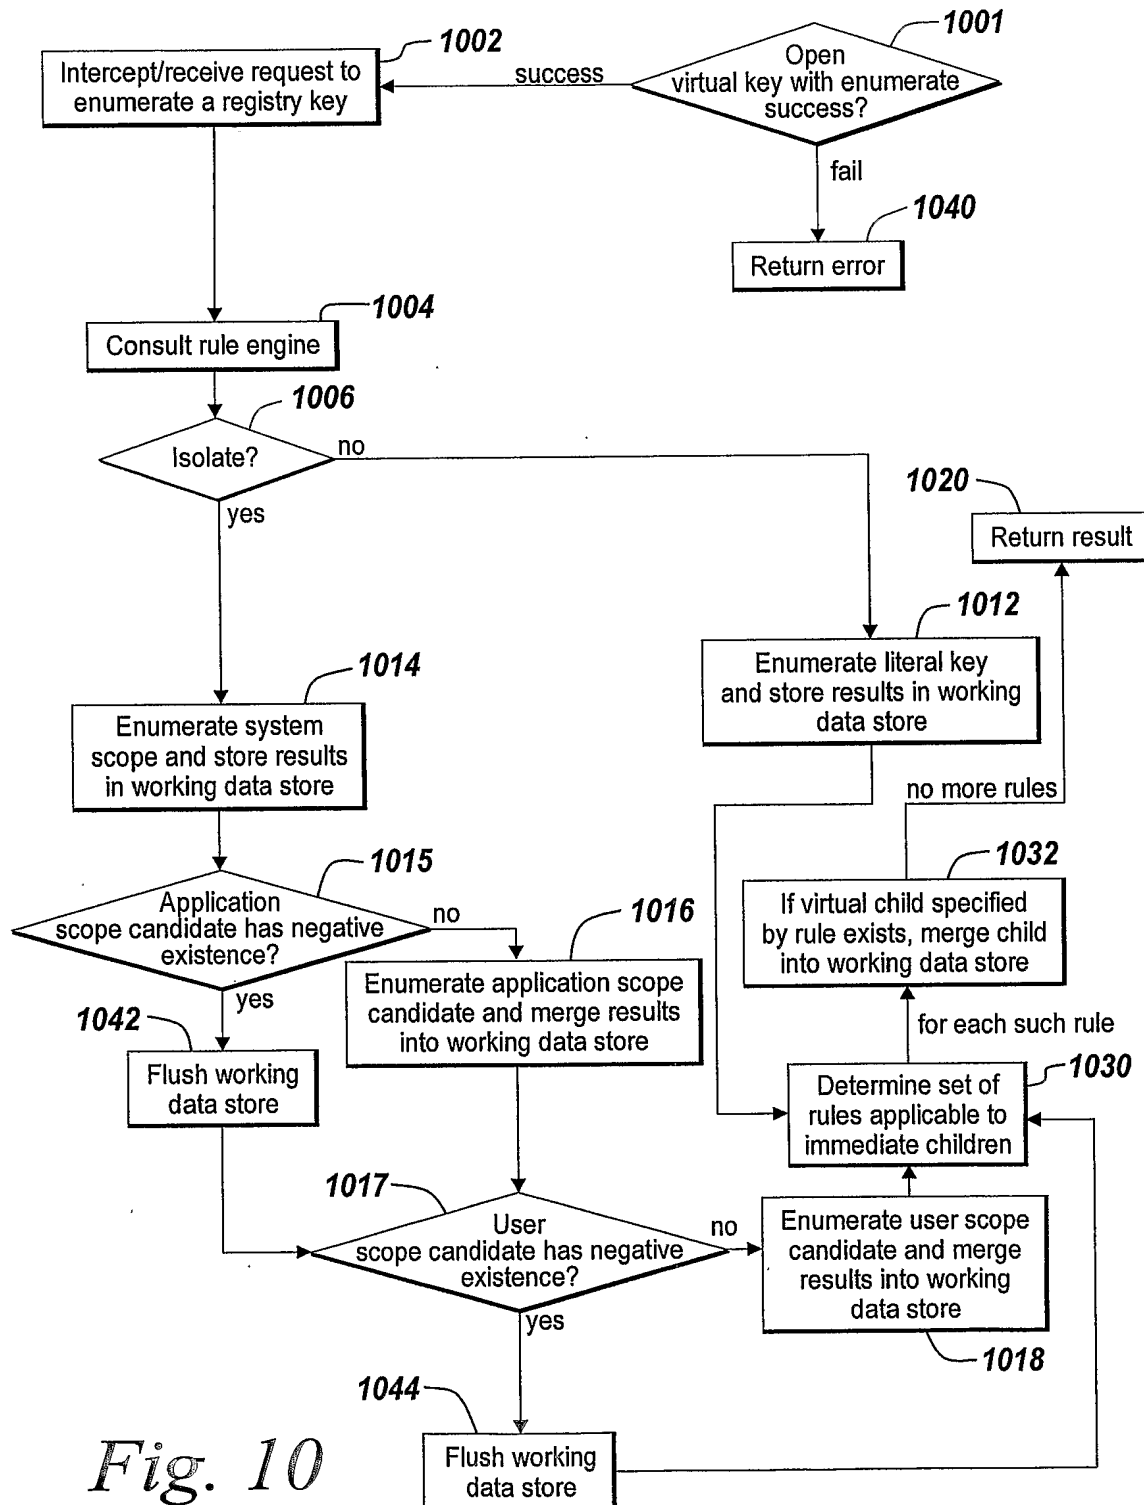 1002
Intercept/receive request to
enumerate a registry key
success
1001
Open
virtual key with enumerate
success?
fail
1040
Return error
1004
Consult rule engine
1006
Isolate?
no
yes
1020
Return result
1012
Enumerate literal key
and store results in working
data store
1014
Enumerate system
scope and store results
in working data store
no more rules
1015
Application
scope candidate has negative
existence?
no
yes
1016
Enumerate application scope
candidate and merge results
into working data store
1032
If virtual child specified
by rule exists, merge child
into working data store
for each such rule
1042
Flush working
data store
1030
Determine set of
rules applicable to
immediate children
1017
User
scope candidate has negative
existence?
no
yes
Enumerate user scope
candidate and merge
results into working
data store
1018
1044
Flush working
data store
Fig. 10